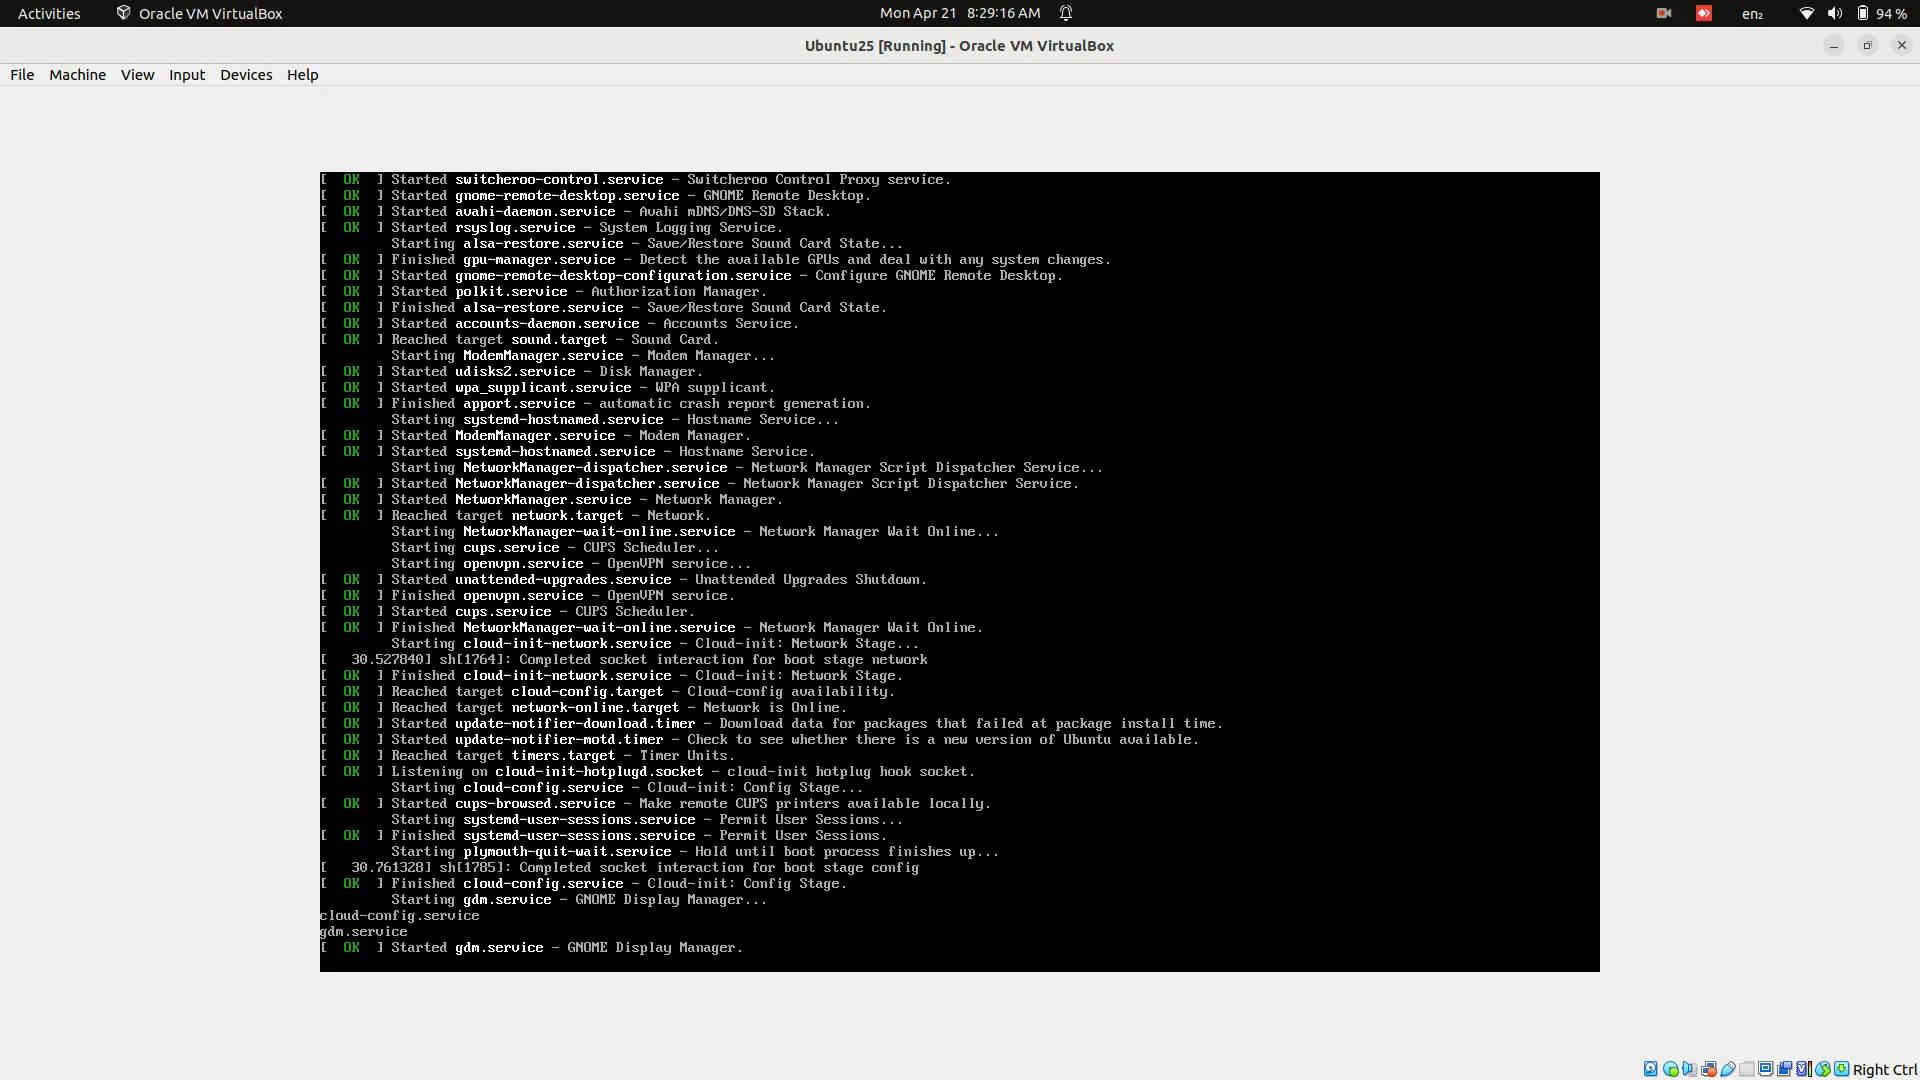 Activities Oracle VM VirtualBox Mon Apr 21 8:29:16 AM en₂ 94 %
Ubuntu25 [Running] - Oracle VM VirtualBox
File Machine View Input Devices Help
[ OK ] Started switcheroo-control.service - Switcheroo Control Proxy service.
[ OK ] Started gnome-remote-desktop.service - GNOME Remote Desktop.
[ OK ] Started avahi-daemon.service - Avahi mDNS/DNS-SD Stack.
[ OK ] Started rsyslog.service - System Logging Service.
Starting alsa-restore.service - Save/Restore Sound Card State...
[ OK ] Finished gpu-manager.service - Detect the available GPUs and deal with any system changes.
[ OK ] Started gnome-remote-desktop-configuration.service - Configure GNOME Remote Desktop.
[ OK ] Started polkit.service - Authorization Manager.
[ OK ] Finished alsa-restore.service - Save/Restore Sound Card State.
[ OK ] Started accounts-daemon.service - Accounts Service.
[ OK ] Reached target sound.target - Sound Card.
Starting ModemManager.service - Modem Manager...
[ OK ] Started udisks2.service - Disk Manager.
[ OK ] Started wpa_supplicant.service - WPA supplicant.
[ OK ] Finished apport.service - automatic crash report generation.
Starting systemd-hostnamed.service - Hostname Service...
[ OK ] Started ModemManager.service - Modem Manager.
[ OK ] Started systemd-hostnamed.service - Hostname Service.
Starting NetworkManager-dispatcher.service - Network Manager Script Dispatcher Service...
[ OK ] Started NetworkManager-dispatcher.service - Network Manager Script Dispatcher Service.
[ OK ] Started NetworkManager.service - Network Manager.
[ OK ] Reached target network.target - Network.
Starting NetworkManager-wait-online.service - Network Manager Wait Online...
Starting cups.service - CUPS Scheduler...
Starting openvpn.service - OpenVPN service...
[ OK ] Started unattended-upgrades.service - Unattended Upgrades Shutdown.
[ OK ] Finished openvpn.service - OpenVPN service.
[ OK ] Started cups.service - CUPS Scheduler.
[ OK ] Finished NetworkManager-wait-online.service - Network Manager Wait Online.
Starting cloud-init-network.service - Cloud-init: Network Stage...
[ 30.527840] sh[1764]: Completed socket interaction for boot stage network
[ OK ] Finished cloud-init-network.service - Cloud-init: Network Stage.
[ OK ] Reached target cloud-config.target - Cloud-config availability.
[ OK ] Reached target network-online.target - Network is Online.
[ OK ] Started update-notifier-download.timer - Download data for packages that failed at package install time.
[ OK ] Started update-notifier-motd.timer - Check to see whether there is a new version of Ubuntu available.
[ OK ] Reached target timers.target - Timer Units.
[ OK ] Listening on cloud-init-hotplugd.socket - cloud-init hotplug hook socket.
Starting cloud-config.service - Cloud-init: Config Stage...
[ OK ] Started cups-browsed.service - Make remote CUPS printers available locally.
Starting systemd-user-sessions.service - Permit User Sessions...
[ OK ] Finished systemd-user-sessions.service - Permit User Sessions.
Starting plymouth-quit-wait.service - Hold until boot process finishes up...
[ 30.761328] sh[1785]: Completed socket interaction for boot stage config
[ OK ] Finished cloud-config.service - Cloud-init: Config Stage.
Starting gdm.service - GNOME Display Manager...
cloud-config.service
gdm.service
[ OK ] Started gdm.service - GNOME Display Manager.
Right Ctrl